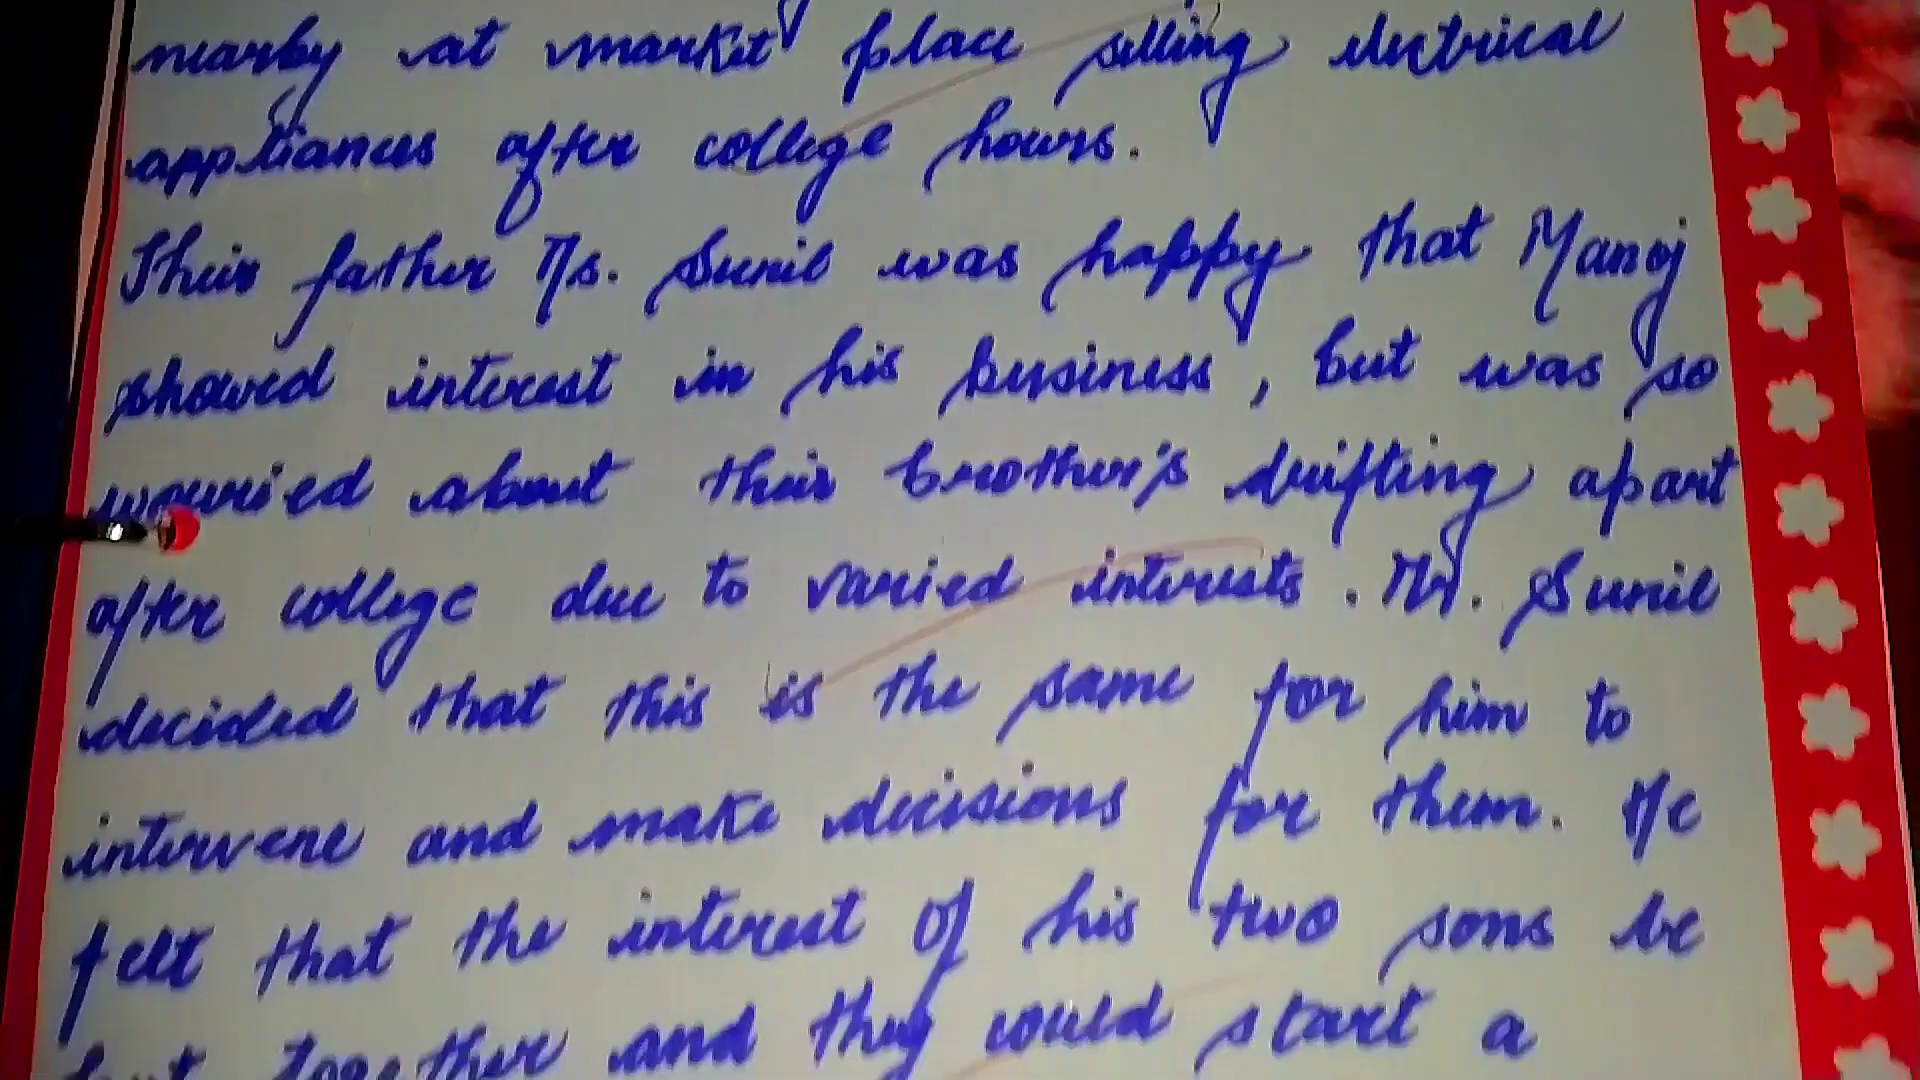 nearby at market place selling electrical
appliances after college hours.
Their father Ms. Sunil was happy that Manoj
showed interest in his business, but was so
worried about their brother's drifting apart
after college due to varied interests. Mr. Sunil
decided that this is the same for him to
intervene and make decisions for them. He
felt that the interest of his two sons be
together and they could start a